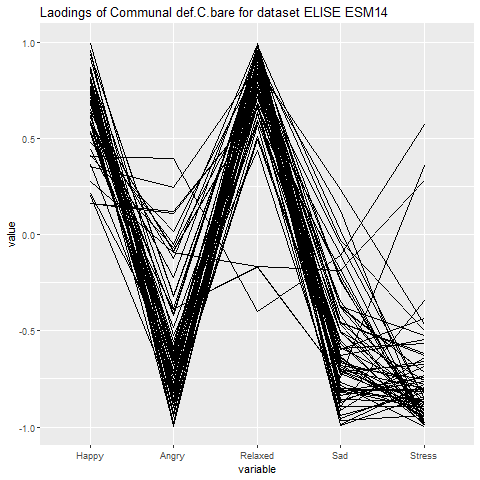 Laodings of Communal def.C.bare for dataset ELISE ESM14
1.0
0.5
0.0
-0.5
-1.0
value
Happy Angry Relaxed Sad Stress
variable